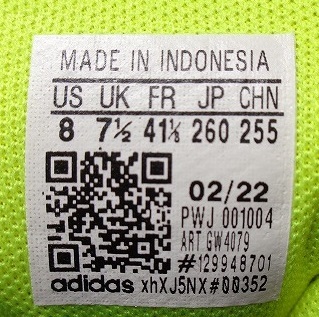 MADE IN INDONESIA
US UK FR JP CHN
8 7½ 41⅓ 260 255
02/22
PWJ 001004
ART GW4079
#129948701
adidas xhXJ5NX#00352